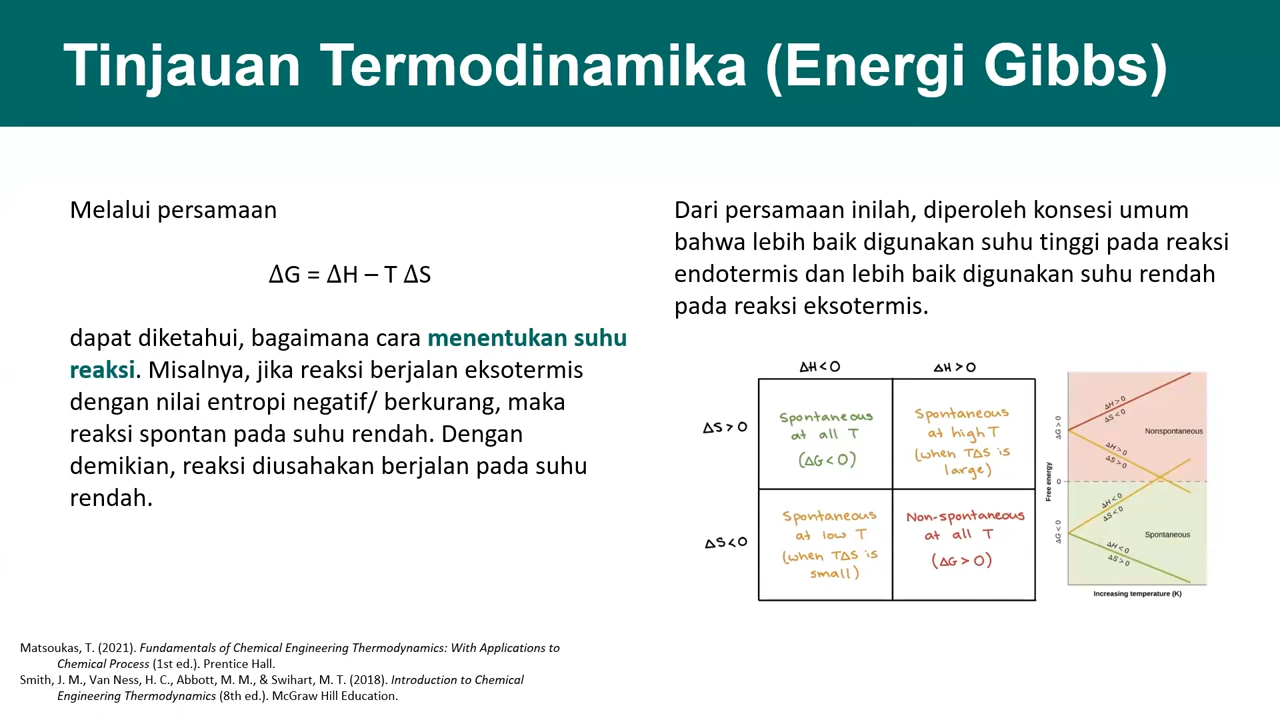 Tinjauan Termodinamika (Energi Gibbs)
Melalui persamaan
ΔG = ΔH – T ΔS
dapat diketahui, bagaimana cara menentukan suhu
reaksi. Misalnya, jika reaksi berjalan eksotermis
dengan nilai entropi negatif/ berkurang, maka
reaksi spontan pada suhu rendah. Dengan
demikian, reaksi diusahakan berjalan pada suhu
rendah.
Dari persamaan inilah, diperoleh konsesi umum
bahwa lebih baik digunakan suhu tinggi pada reaksi
endotermis dan lebih baik digunakan suhu rendah
pada reaksi eksotermis.
ΔH<0
ΔH>0
ΔS>0
Spontaneous
at all T
(ΔG<0)
Spontaneous
at high T
(when TΔS is
large)
ΔS<0
Spontaneous
at low T
(when TΔS is
small)
Non-spontaneous
at all T
(ΔG>0)
Free energy
ΔG > 0
0
ΔG < 0
ΔH > 0
ΔS < 0
ΔH > 0
ΔS > 0
ΔH < 0
ΔS < 0
ΔH < 0
ΔS > 0
Nonspontaneous
Spontaneous
Increasing temperature (K)
Matsoukas, T. (2021). Fundamentals of Chemical Engineering Thermodynamics: With Applications to
Chemical Process (1st ed.). Prentice Hall.
Smith, J. M., Van Ness, H. C., Abbott, M. M., & Swihart, M. T. (2018). Introduction to Chemical
Engineering Thermodynamics (8th ed.). McGraw Hill Education.